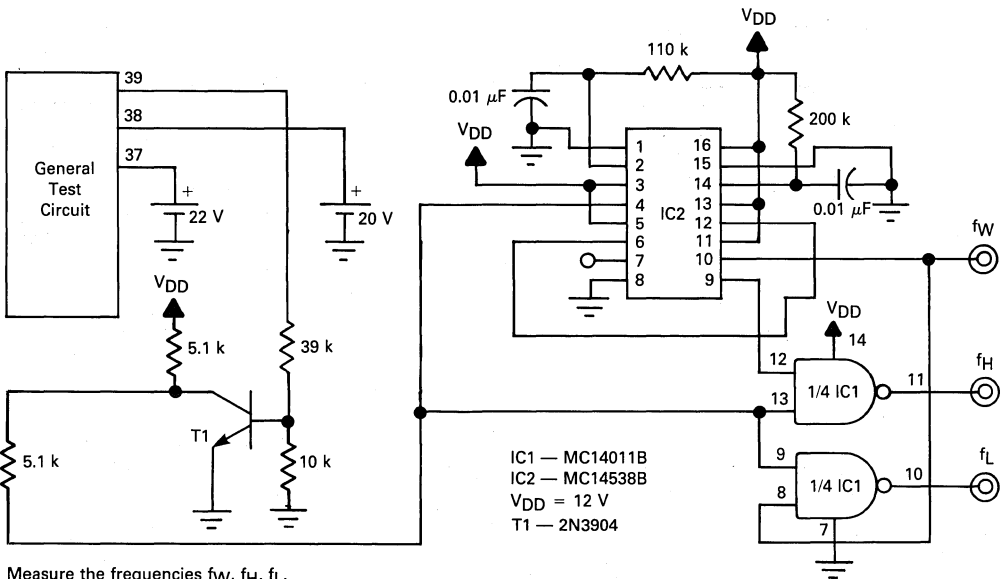 VDD
110 k
39
0.01 µF
38
VDD
200 k
General
Test
Circuit
37
1
16
2
15
3
14
4
13
5
IC2
12
6
11
7
10
8
9
0.01 µF
+
22 V
+
20 V
fW
VDD
VDD
14
5.1 k
39 k
12
1/4 IC1
11
fH
13
T1
5.1 k
10 k
IC1 — MC14011B
IC2 — MC14538B
VDD = 12 V
T1 — 2N3904
9
8
1/4 IC1
10
fL
7
Measure the frequencies fW, fH, fL.